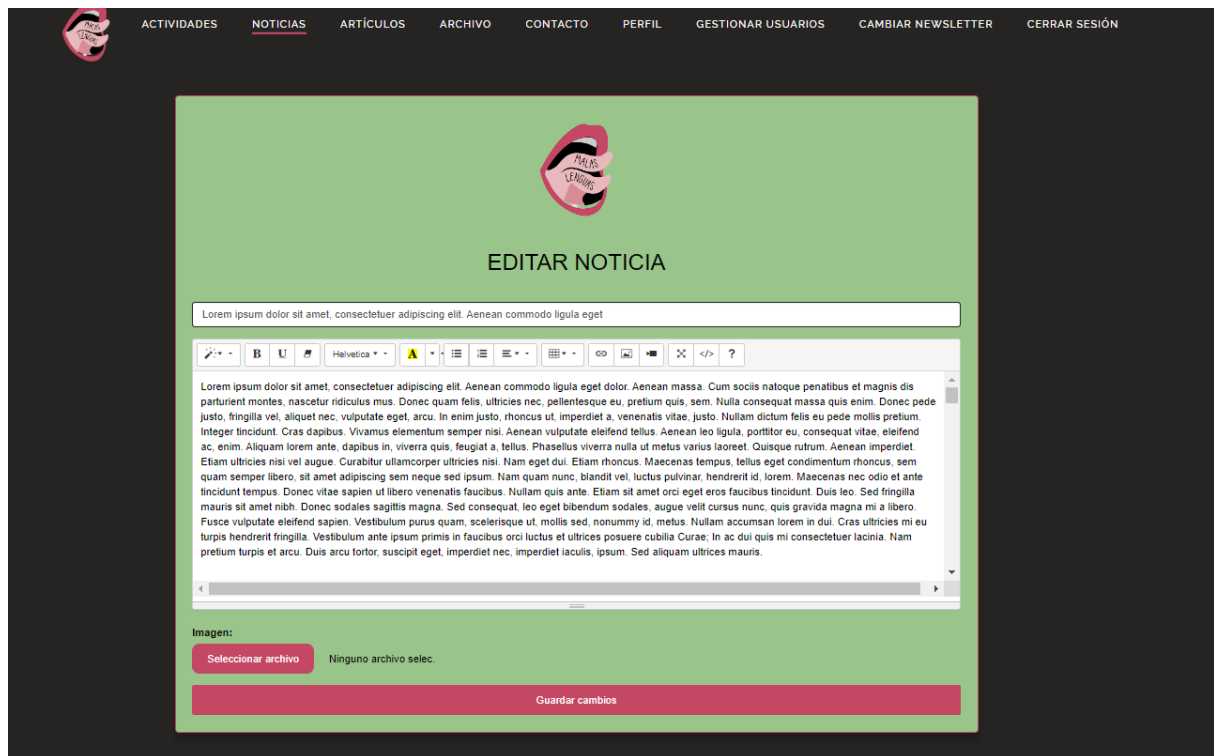 MALAS
LENGUAS
ACTIVIDADES NOTICIAS ARTÍCULOS ARCHIVO CONTACTO PERFIL GESTIONAR USUARIOS CAMBIAR NEWSLETTER CERRAR SESIÓN
MALAS
LENGUAS
EDITAR NOTICIA
Lorem ipsum dolor sit amet, consectetuer adipiscing elit. Aenean commodo ligula eget
B U Helvetica A </> ?
Lorem ipsum dolor sit amet, consectetuer adipiscing elit. Aenean commodo ligula eget dolor. Aenean massa. Cum sociis natoque penatibus et magnis dis
parturient montes, nascetur ridiculus mus. Donec quam felis, ultricies nec, pellentesque eu, pretium quis, sem. Nulla consequat massa quis enim. Donec pede
justo, fringilla vel, aliquet nec, vulputate eget, arcu. In enim justo, rhoncus ut, imperdiet a, venenatis vitae, justo. Nullam dictum felis eu pede mollis pretium.
Integer tincidunt. Cras dapibus. Vivamus elementum semper nisi. Aenean vulputate eleifend tellus. Aenean leo ligula, porttitor eu, consequat vitae, eleifend
ac, enim. Aliquam lorem ante, dapibus in, viverra quis, feugiat a, tellus. Phasellus viverra nulla ut metus varius laoreet. Quisque rutrum. Aenean imperdiet.
Etiam ultricies nisi vel augue. Curabitur ullamcorper ultricies nisi. Nam eget dui. Etiam rhoncus. Maecenas tempus, tellus eget condimentum rhoncus, sem
quam semper libero, sit amet adipiscing sem neque sed ipsum. Nam quam nunc, blandit vel, luctus pulvinar, hendrerit id, lorem. Maecenas nec odio et ante
tincidunt tempus. Donec vitae sapien ut libero venenatis faucibus. Nullam quis ante. Etiam sit amet orci eget eros faucibus tincidunt. Duis leo. Sed fringilla
mauris sit amet nibh. Donec sodales sagittis magna. Sed consequat, leo eget bibendum sodales, augue velit cursus nunc, quis gravida magna mi a libero.
Fusce vulputate eleifend sapien. Vestibulum purus quam, scelerisque ut, mollis sed, nonummy id, metus. Nullam accumsan lorem in dui. Cras ultricies mi eu
turpis hendrerit fringilla. Vestibulum ante ipsum primis in faucibus orci luctus et ultrices posuere cubilia Curae; In ac dui quis mi consectetuer lacinia. Nam
pretium turpis et arcu. Duis arcu tortor, suscipit eget, imperdiet nec, imperdiet iaculis, ipsum. Sed aliquam ultrices mauris.
Imagen:
Seleccionar archivo Ninguno archivo selec.
Guardar cambios